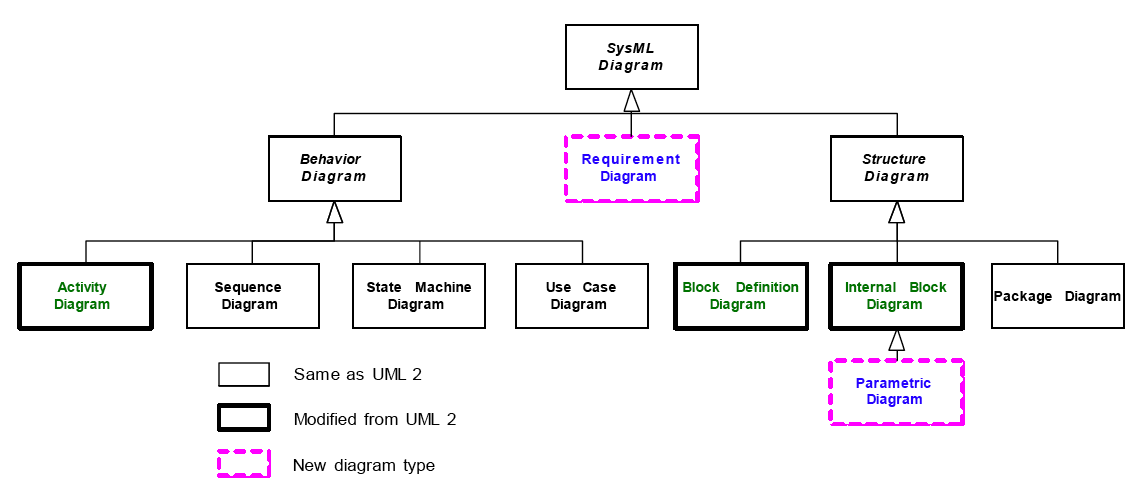 SysML
Diagram
Behavior
Diagram
Requirement
Diagram
Structure
Diagram
Activity
Diagram
Sequence
Diagram
State Machine
Diagram
Use Case
Diagram
Block Definition
Diagram
Internal Block
Diagram
Package Diagram
Parametric
Diagram
Same as UML 2
Modified from UML 2
New diagram type